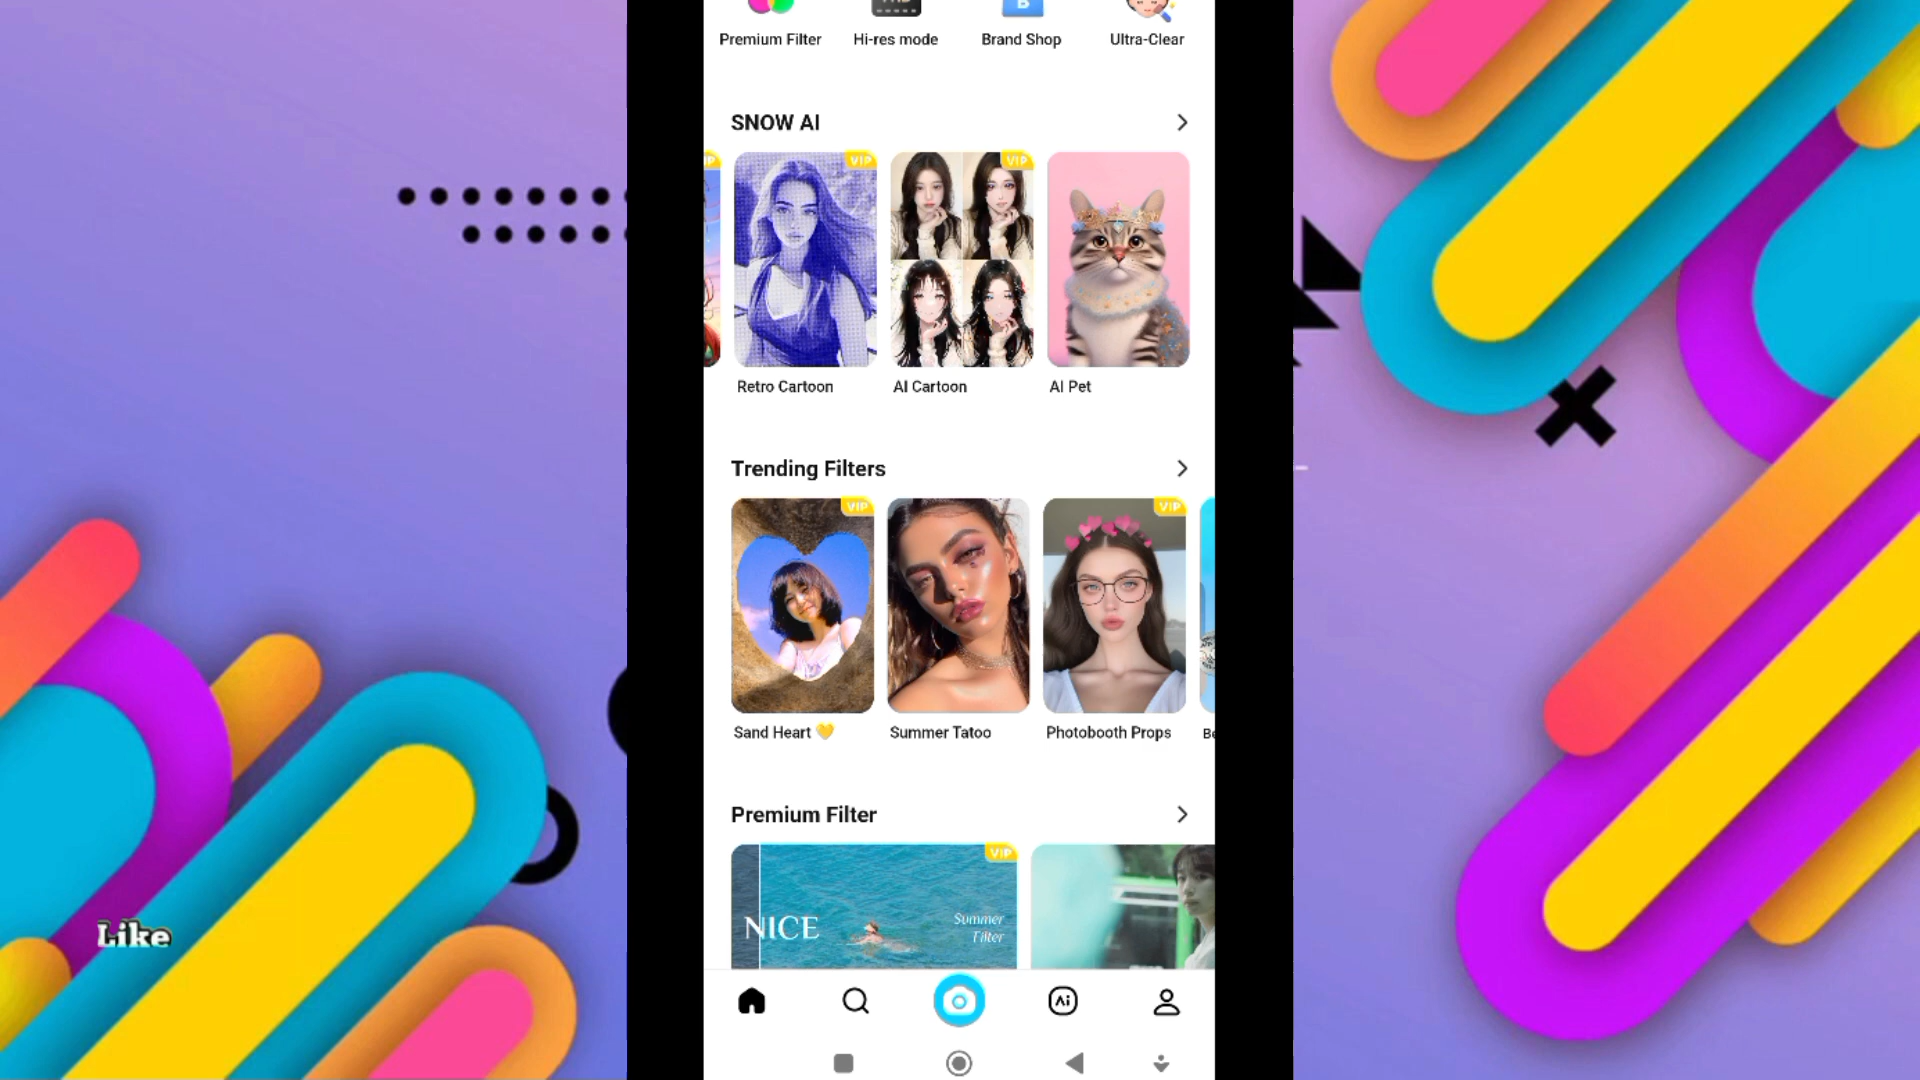 Premium Filter
Hi-res mode
Brand Shop
Ultra-Clear
SNOW AI
VIP
VIP
Retro Cartoon
AI Cartoon
AI Pet
Trending Filters
VIP
VIP
Sand Heart 💛
Summer Tatoo
Photobooth Props
Premium Filter
VIP
NICE
Summer
Filter
Ai
Like